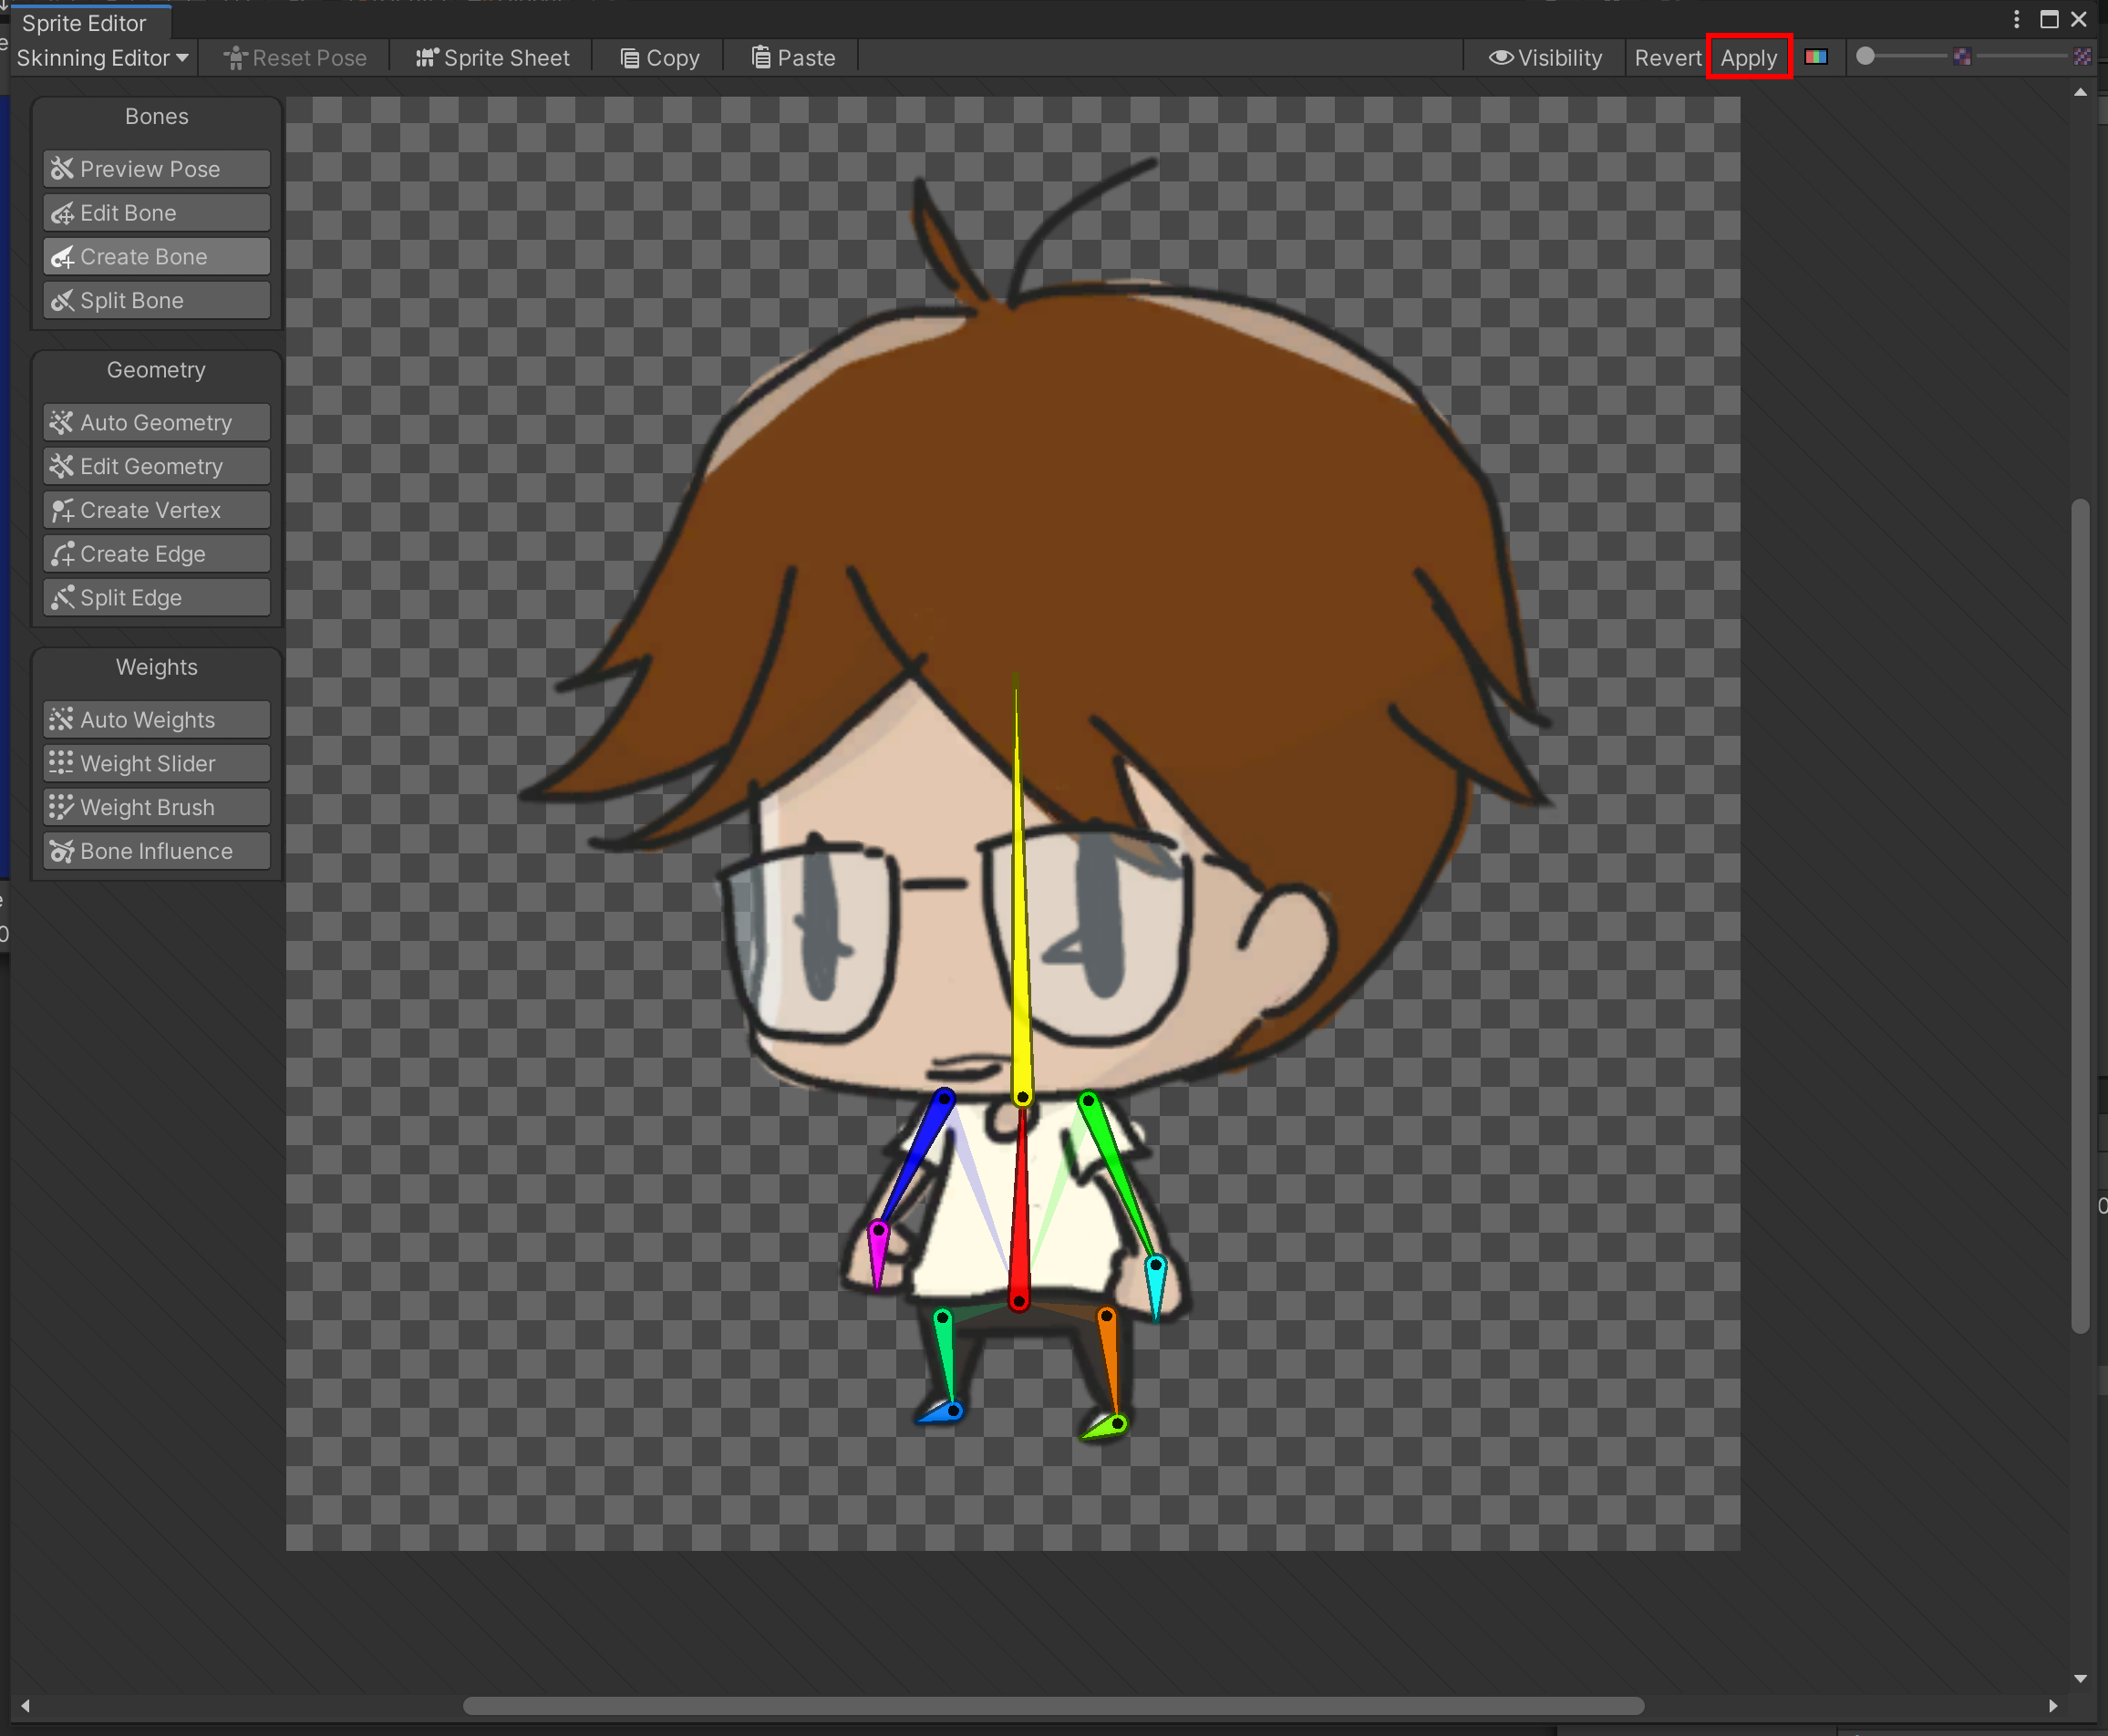 Sprite Editor
Skinning Editor Reset Pose Sprite Sheet Copy Paste Visibility Revert Apply
Bones
Preview Pose
Edit Bone
Create Bone
Split Bone
Geometry
Auto Geometry
Edit Geometry
Create Vertex
Create Edge
Split Edge
Weights
Auto Weights
Weight Slider
Weight Brush
Bone Influence